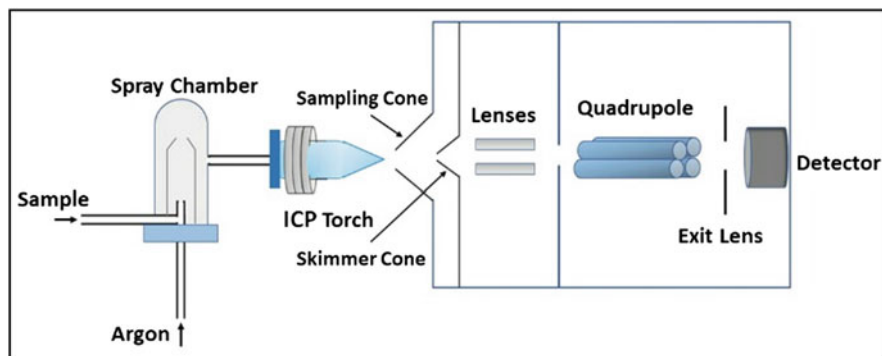 Spray Chamber
Sampling Cone
Lenses
Quadrupole
Detector
Sample
ICP Torch
Exit Lens
Skimmer Cone
Argon